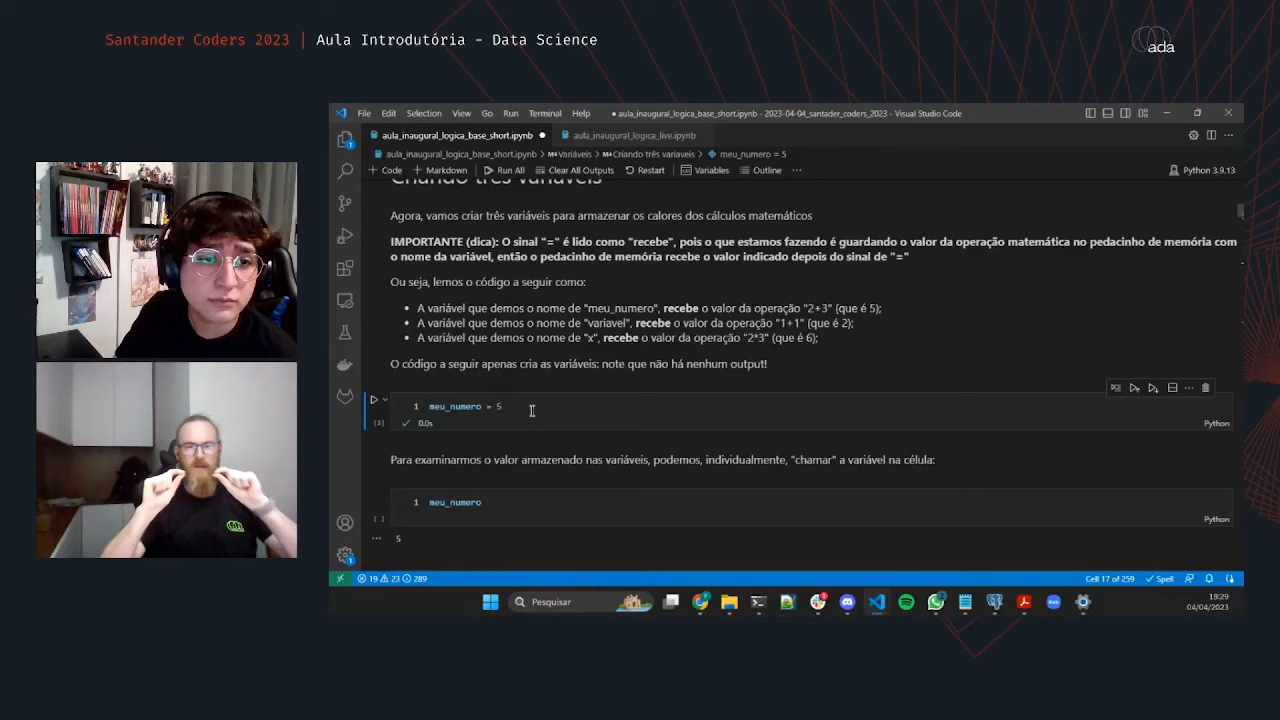 Santander Coders 2023 | Aula Introdutória - Data Science
ada
File Edit Selection View Go Run Terminal Help
● aula_inaugural_logica_base_short.ipynb - 2023-04-04_santader_coders_2023 - Visual Studio Code
aula_inaugural_logica_base_short.ipynb ●
aula_inaugural_logica_live.ipynb
aula_inaugural_logica_base_short.ipynb > Variáveis > Criando três variaveis > meu_numero = 5
+ Code + Markdown Run All Clear All Outputs Restart Variables Outline ... Python 3.9.13
Criando três variáveis
Agora, vamos criar três variáveis para armazenar os calores dos cálculos matemáticos
IMPORTANTE (dica): O sinal "=" é lido como "recebe", pois o que estamos fazendo é guardando o valor da operação matemática no pedacinho de memória com
o nome da variável, então o pedacinho de memória recebe o valor indicado depois do sinal de "="
Ou seja, lemos o código a seguir como:
• A variável que demos o nome de "meu_numero", recebe o valor da operação "2+3" (que é 5);
• A variável que demos o nome de "variavel", recebe o valor da operação "1+1" (que é 2);
• A variável que demos o nome de "x", recebe o valor da operação "2*3" (que é 6);
O código a seguir apenas cria as variáveis: note que não há nenhum output!
1 meu_numero = 5
[3] 0.0s Python
Para examinarmos o valor armazenado nas variáveis, podemos, individualmente, "chamar" a variável na célula:
1 meu_numero
[ ] Python
... 5
19 23 289 Cell 17 of 259 Spell
Pesquisar
19:29
04/04/2023